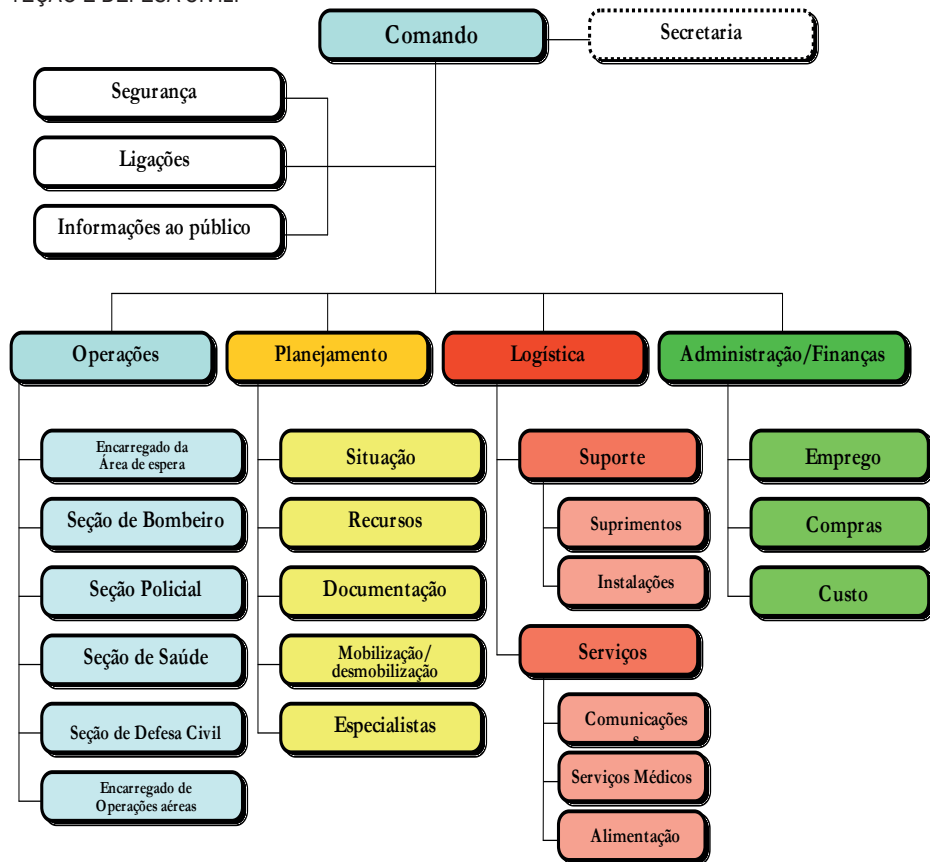 Comando
Secretaria
Segurança
Ligações
Informações ao público
Operações
Planejamento
Logística
Administração/Finanças
Encarregado da
Área de espera
Seção de Bombeiro
Seção Policial
Seção de Saúde
Seção de Defesa Civil
Encarregado de
Operações aéreas
Situação
Recursos
Documentação
Mobilização/
desmobilização
Especialistas
Suporte
Suprimentos
Instalações
Serviços
Comunicaçõe
s
Serviços Médicos
Alimentação
Emprego
Compras
Custo